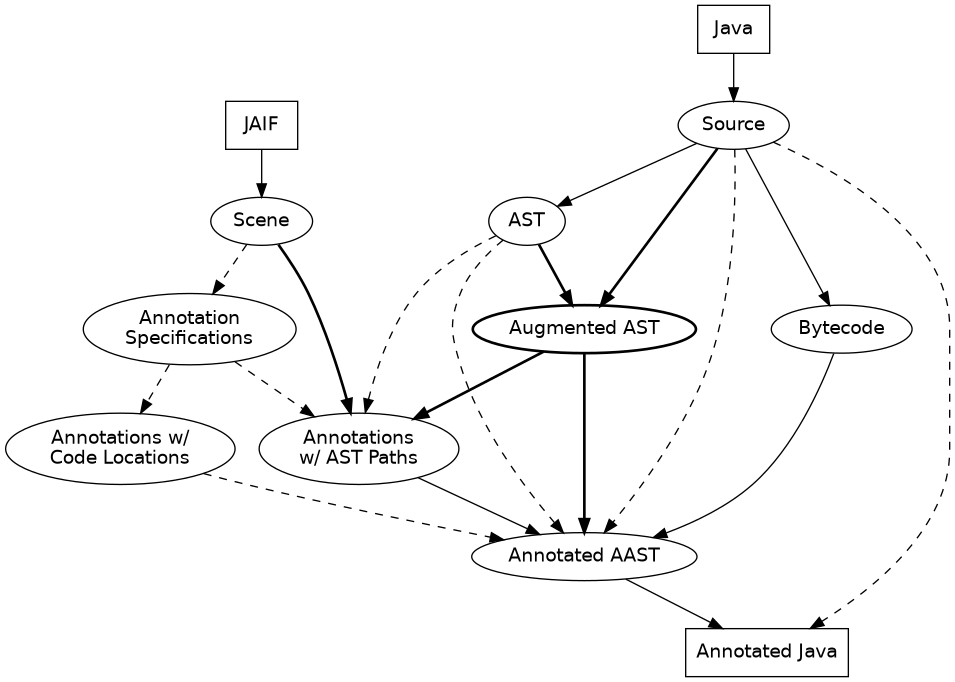 Java
JAIF
Source
Scene
AST
Annotation
Specifications
Augmented AST
Bytecode
Annotations w/
Code Locations
Annotations
w/ AST Paths
Annotated AAST
Annotated Java